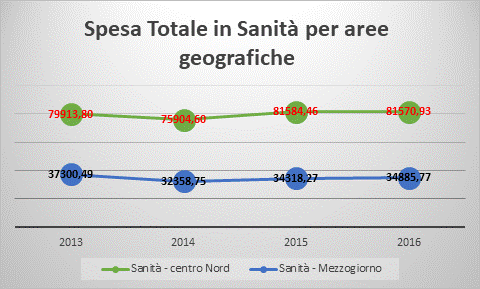 Spesa Totale in Sanità per aree
geografiche
79913,80 75904,60 81584,46 81570,93
37300,49 32358,75 34318,27 34885,77
2013 2014 2015 2016
Sanità - centro Nord Sanità - Mezzogiorno